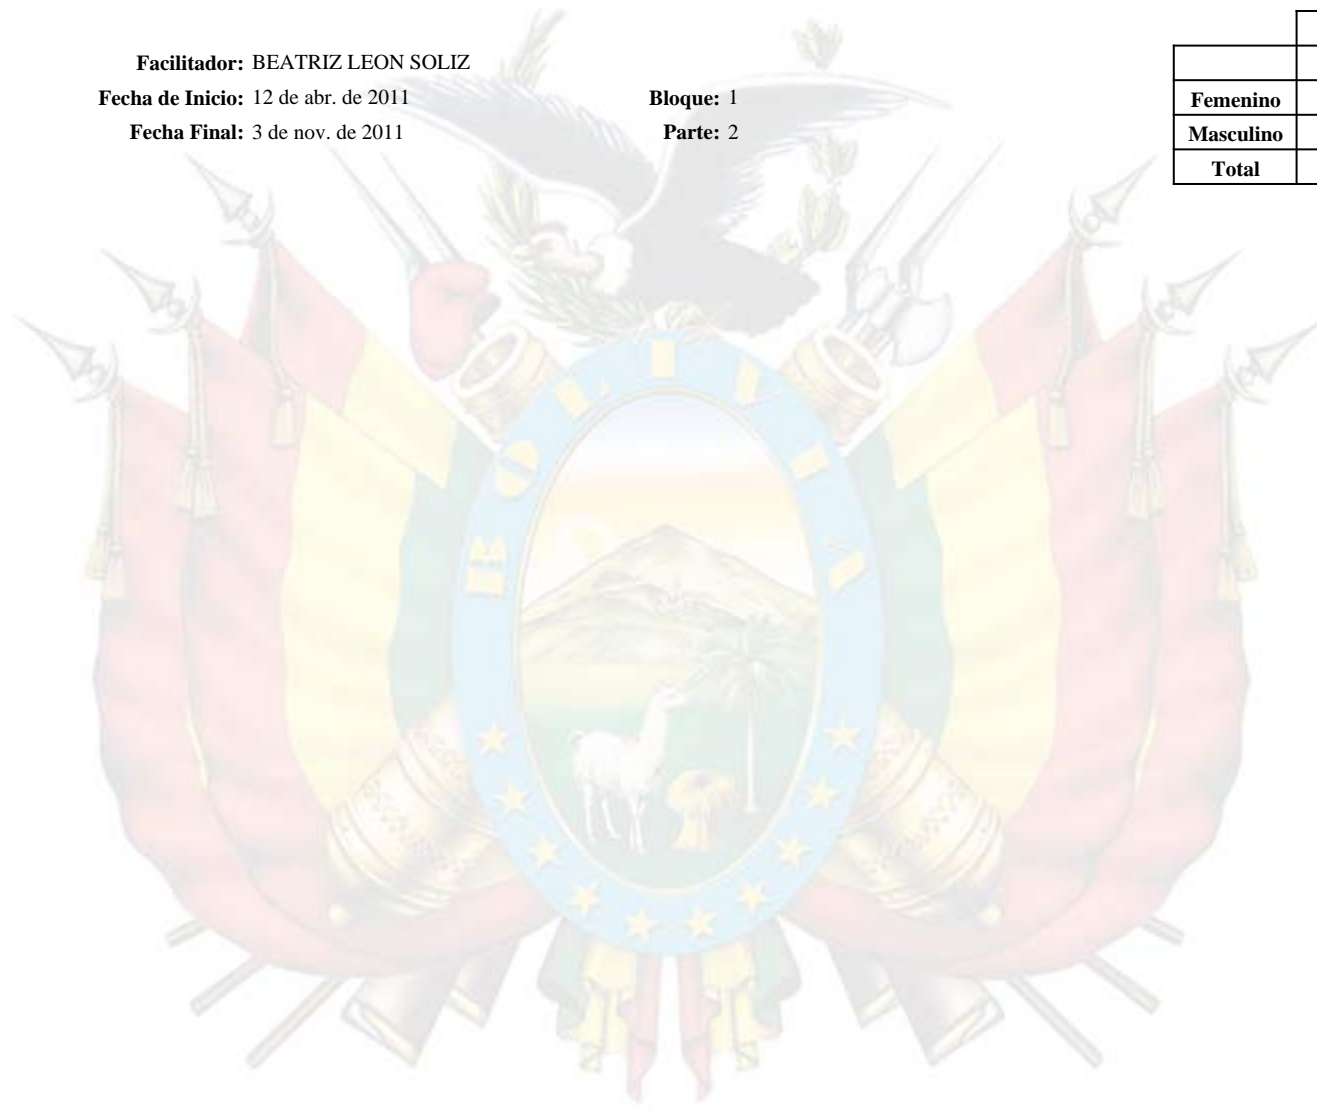 Facilitador: BEATRIZ LEON SOLIZ
Fecha de Inicio: 12 de abr. de 2011 Bloque: 1
Fecha Final: 3 de nov. de 2011 Parte: 2
Femenino
Masculino
Total
BOLIVIA